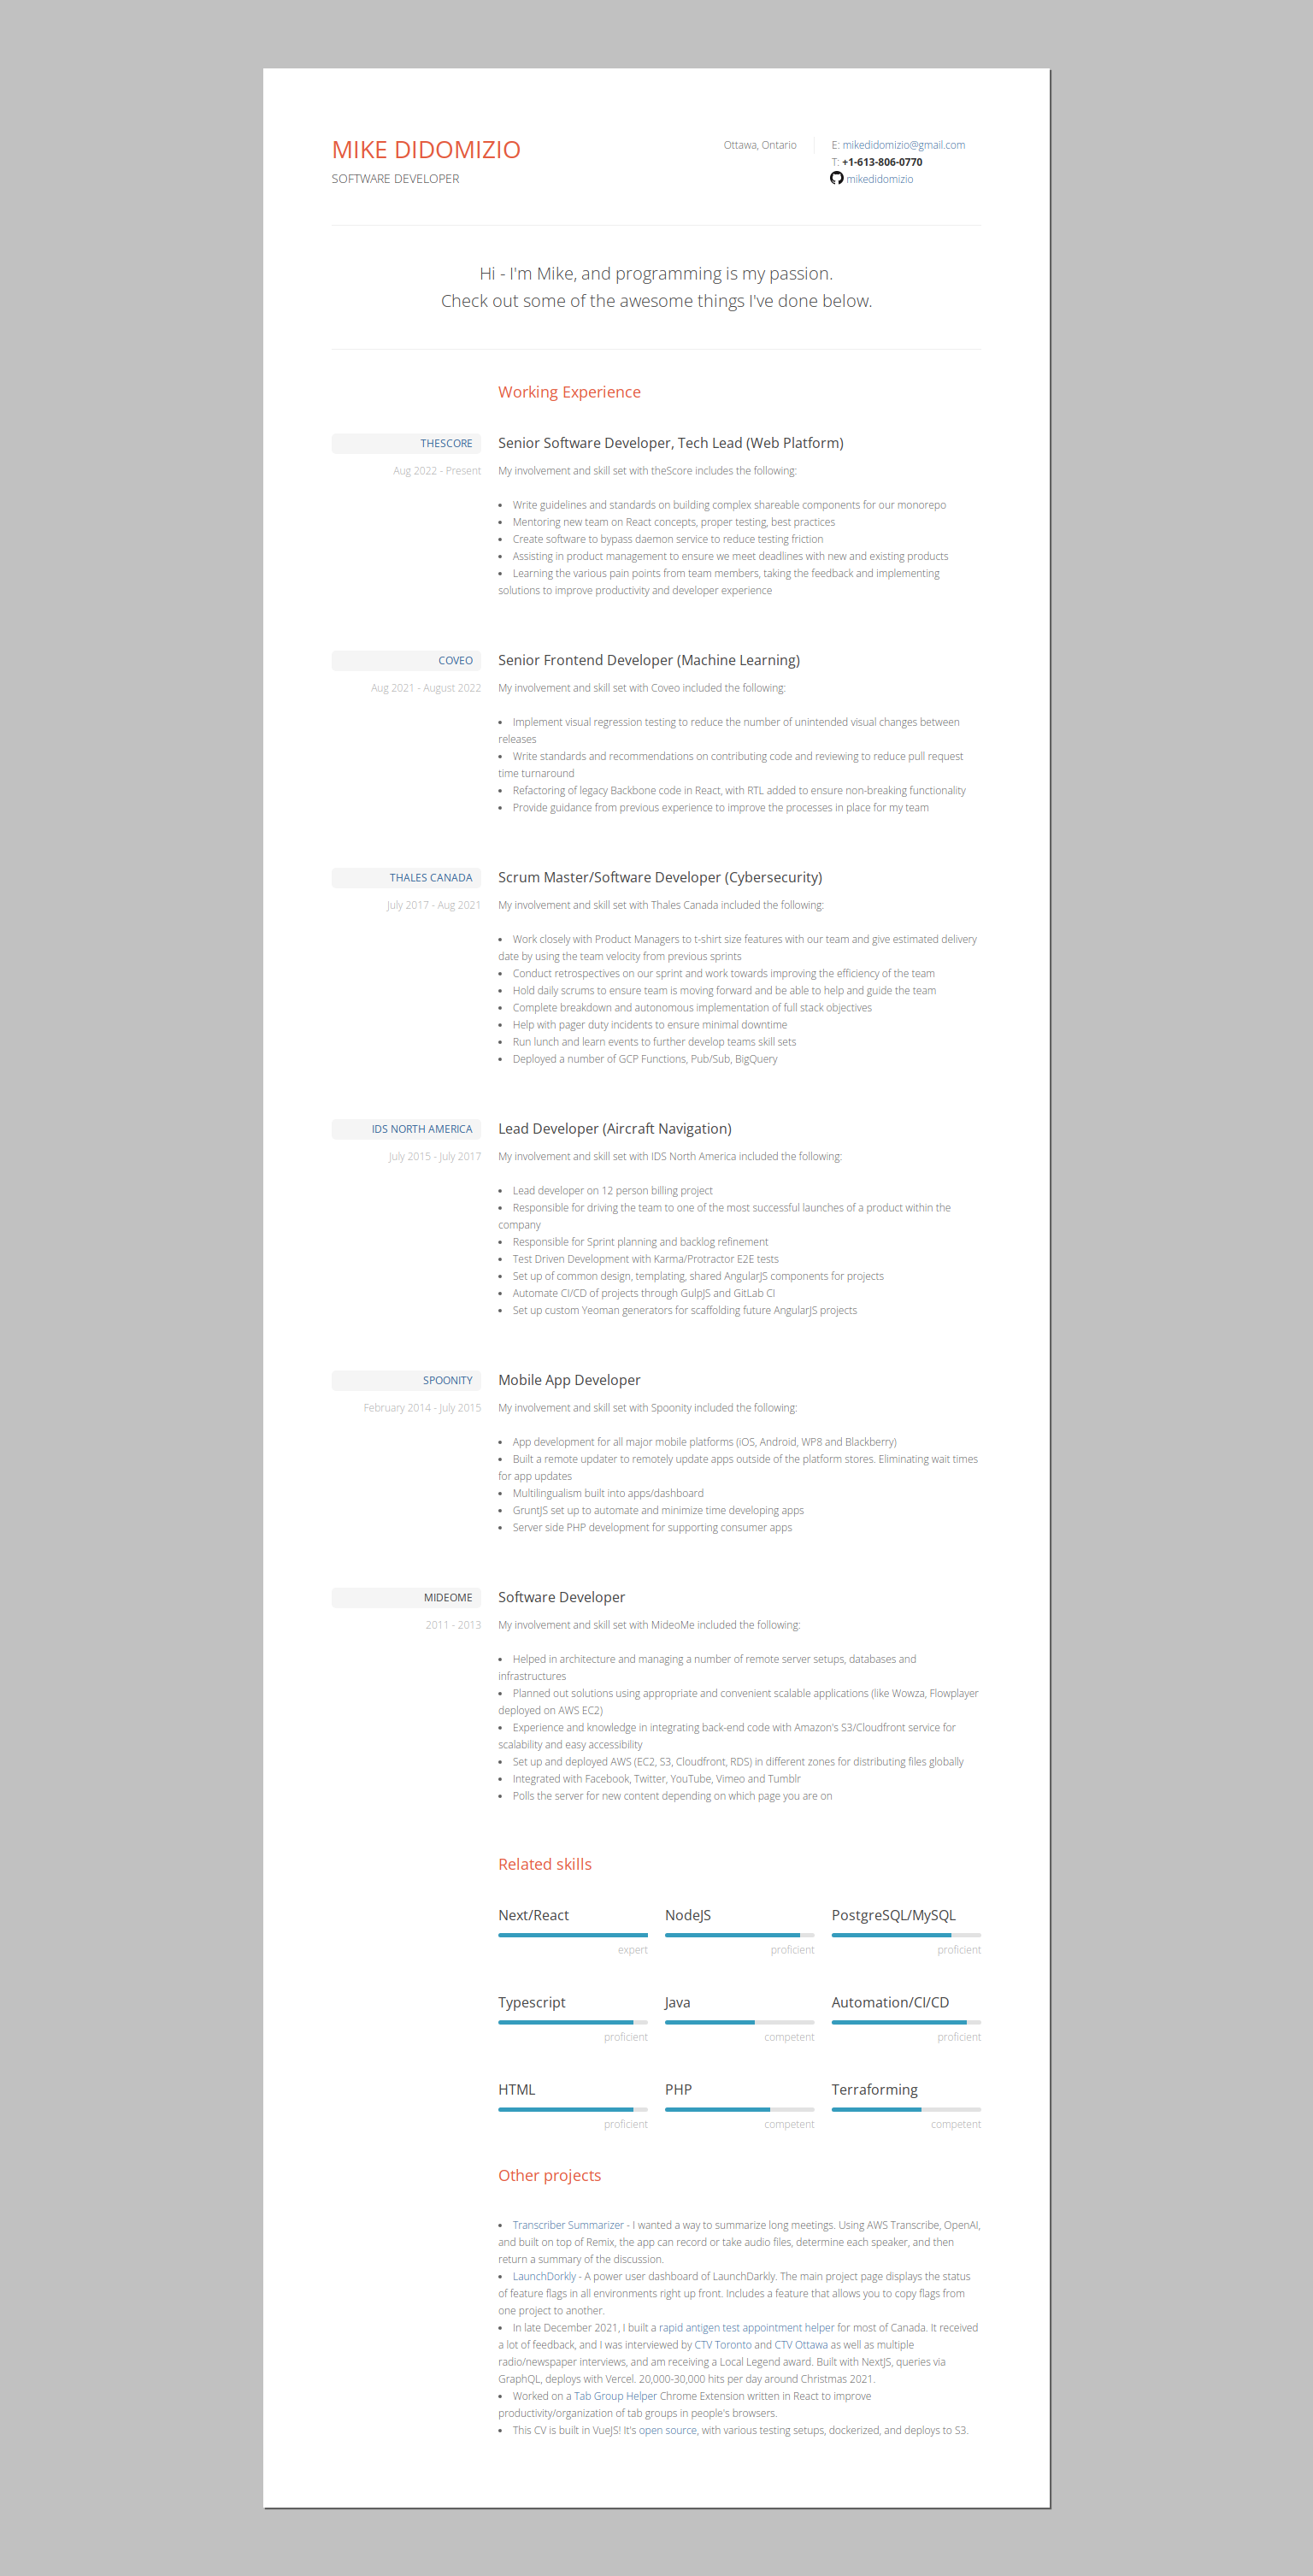 MIKE DIDOMIZIO
SOFTWARE DEVELOPER
Ottawa, Ontario
E: mikedidomizio@gmail.com
T: +1-613-806-0770
mikedidomizio
Hi - I'm Mike, and programming is my passion.
Check out some of the awesome things I've done below.
Working Experience
THESCORE
Aug 2022 - Present
Senior Software Developer, Tech Lead (Web Platform)
My involvement and skill set with theScore includes the following:
• Write guidelines and standards on building complex shareable components for our monorepo
• Mentoring new team on React concepts, proper testing, best practices
• Create software to bypass daemon service to reduce testing friction
• Assisting in product management to ensure we meet deadlines with new and existing products
• Learning the various pain points from team members, taking the feedback and implementing
solutions to improve productivity and developer experience
COVEO
Aug 2021 - August 2022
Senior Frontend Developer (Machine Learning)
My involvement and skill set with Coveo included the following:
• Implement visual regression testing to reduce the number of unintended visual changes between
releases
• Write standards and recommendations on contributing code and reviewing to reduce pull request
time turnaround
• Refactoring of legacy Backbone code in React, with RTL added to ensure non-breaking functionality
• Provide guidance from previous experience to improve the processes in place for my team
THALES CANADA
July 2017 - Aug 2021
Scrum Master/Software Developer (Cybersecurity)
My involvement and skill set with Thales Canada included the following:
• Work closely with Product Managers to t-shirt size features with our team and give estimated delivery
date by using the team velocity from previous sprints
• Conduct retrospectives on our sprint and work towards improving the efficiency of the team
• Hold daily scrums to ensure team is moving forward and be able to help and guide the team
• Complete breakdown and autonomous implementation of full stack objectives
• Help with pager duty incidents to ensure minimal downtime
• Run lunch and learn events to further develop teams skill sets
• Deployed a number of GCP Functions, Pub/Sub, BigQuery
IDS NORTH AMERICA
July 2015 - July 2017
Lead Developer (Aircraft Navigation)
My involvement and skill set with IDS North America included the following:
• Lead developer on 12 person billing project
• Responsible for driving the team to one of the most successful launches of a product within the
company
• Responsible for Sprint planning and backlog refinement
• Test Driven Development with Karma/Protractor E2E tests
• Set up of common design, templating, shared AngularJS components for projects
• Automate CI/CD of projects through GulpJS and GitLab CI
• Set up custom Yeoman generators for scaffolding future AngularJS projects
SPOONITY
February 2014 - July 2015
Mobile App Developer
My involvement and skill set with Spoonity included the following:
• App development for all major mobile platforms (iOS, Android, WP8 and Blackberry)
• Built a remote updater to remotely update apps outside of the platform stores. Eliminating wait times
for app updates
• Multilingualism built into apps/dashboard
• GruntJS set up to automate and minimize time developing apps
• Server side PHP development for supporting consumer apps
MIDEOME
2011 - 2013
Software Developer
My involvement and skill set with MideoMe included the following:
• Helped in architecture and managing a number of remote server setups, databases and
infrastructures
• Planned out solutions using appropriate and convenient scalable applications (like Wowza, Flowplayer
deployed on AWS EC2)
• Experience and knowledge in integrating back-end code with Amazon's S3/Cloudfront service for
scalability and easy accessibility
• Set up and deployed AWS (EC2, S3, Cloudfront, RDS) in different zones for distributing files globally
• Integrated with Facebook, Twitter, YouTube, Vimeo and Tumblr
• Polls the server for new content depending on which page you are on
Related skills
Next/React
expert
NodeJS
proficient
PostgreSQL/MySQL
proficient
Typescript
proficient
Java
competent
Automation/CI/CD
proficient
HTML
proficient
PHP
competent
Terraforming
competent
Other projects
• Transcriber Summarizer - I wanted a way to summarize long meetings. Using AWS Transcribe, OpenAI,
and built on top of Remix, the app can record or take audio files, determine each speaker, and then
return a summary of the discussion.
• LaunchDorkly - A power user dashboard of LaunchDarkly. The main project page displays the status
of feature flags in all environments right up front. Includes a feature that allows you to copy flags from
one project to another.
• In late December 2021, I built a rapid antigen test appointment helper for most of Canada. It received
a lot of feedback, and I was interviewed by CTV Toronto and CTV Ottawa as well as multiple
radio/newspaper interviews, and am receiving a Local Legend award. Built with NextJS, queries via
GraphQL, deploys with Vercel. 20,000-30,000 hits per day around Christmas 2021.
• Worked on a Tab Group Helper Chrome Extension written in React to improve
productivity/organization of tab groups in people's browsers.
• This CV is built in VueJS! It's open source, with various testing setups, dockerized, and deploys to S3.